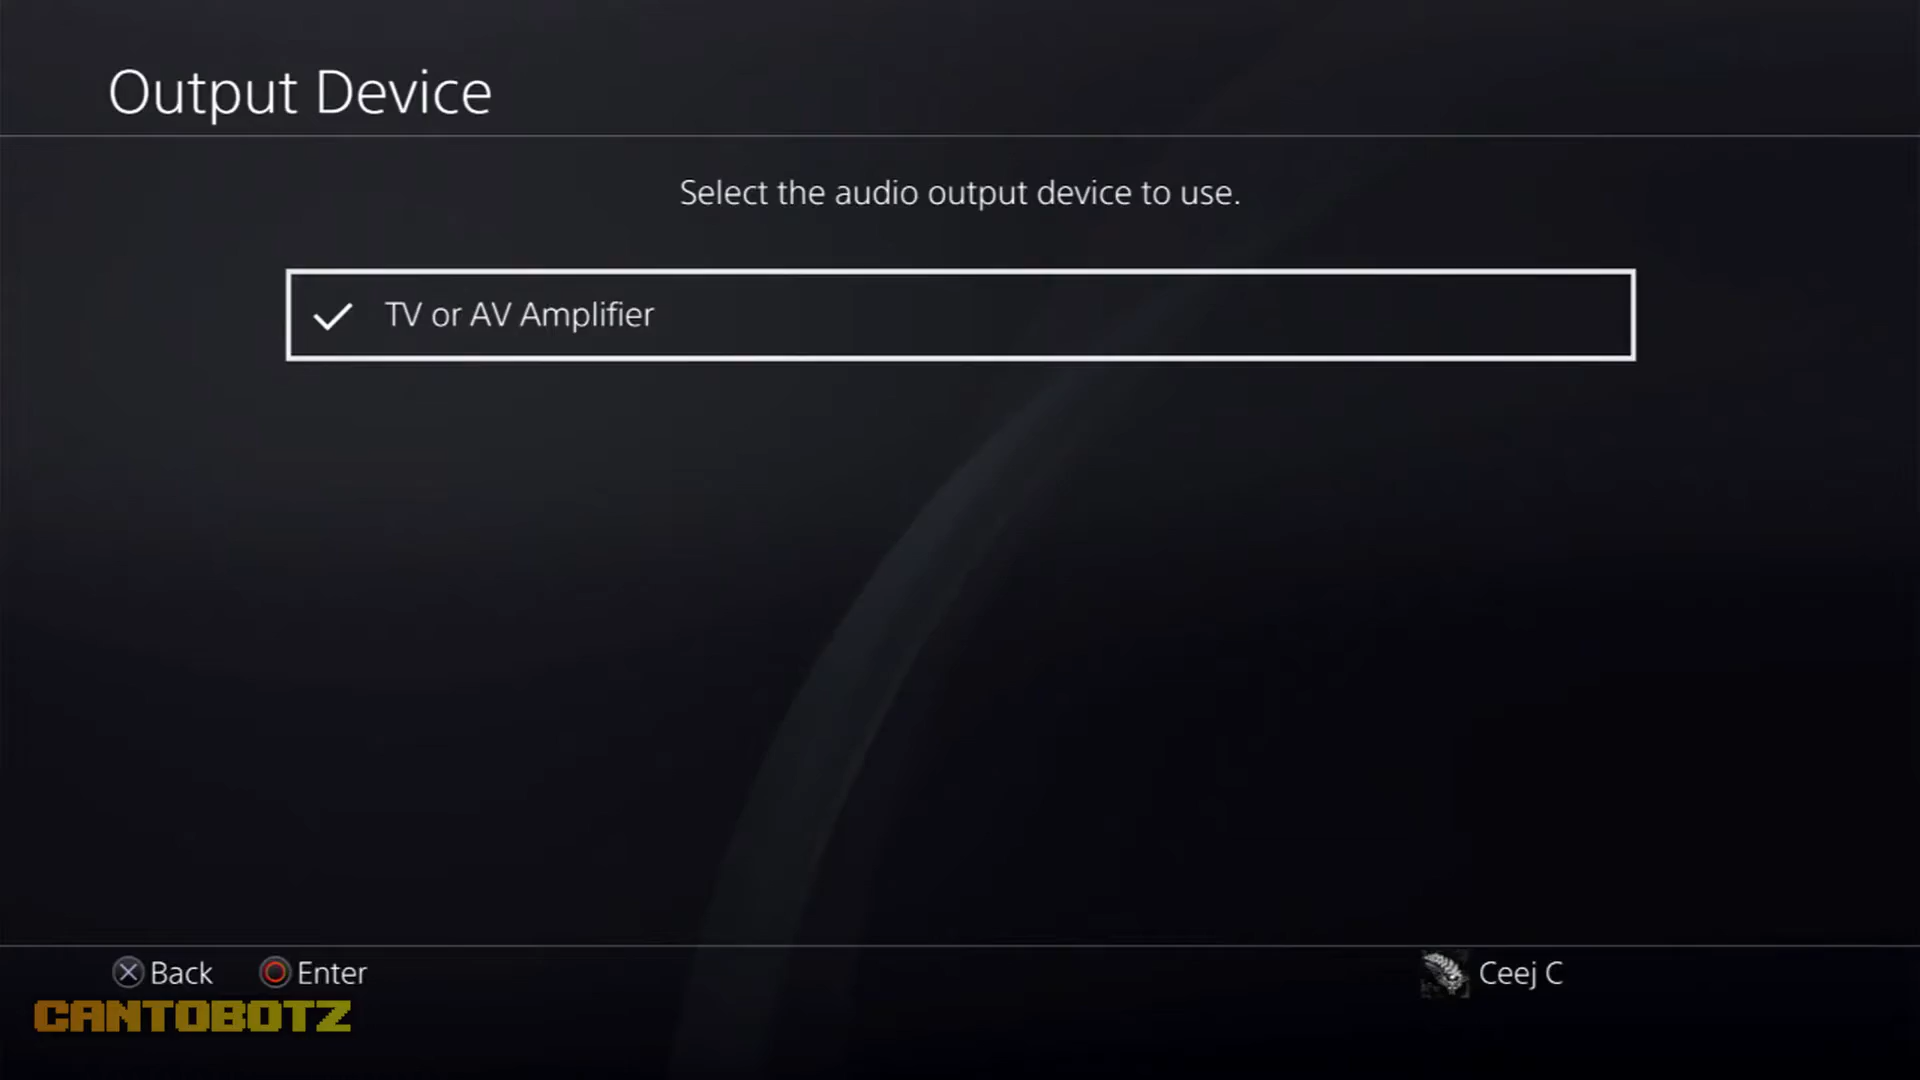 Output Device
Select the audio output device to use.
TV or AV Amplifier
Back Enter
Ceej C
CANTOBOTZ